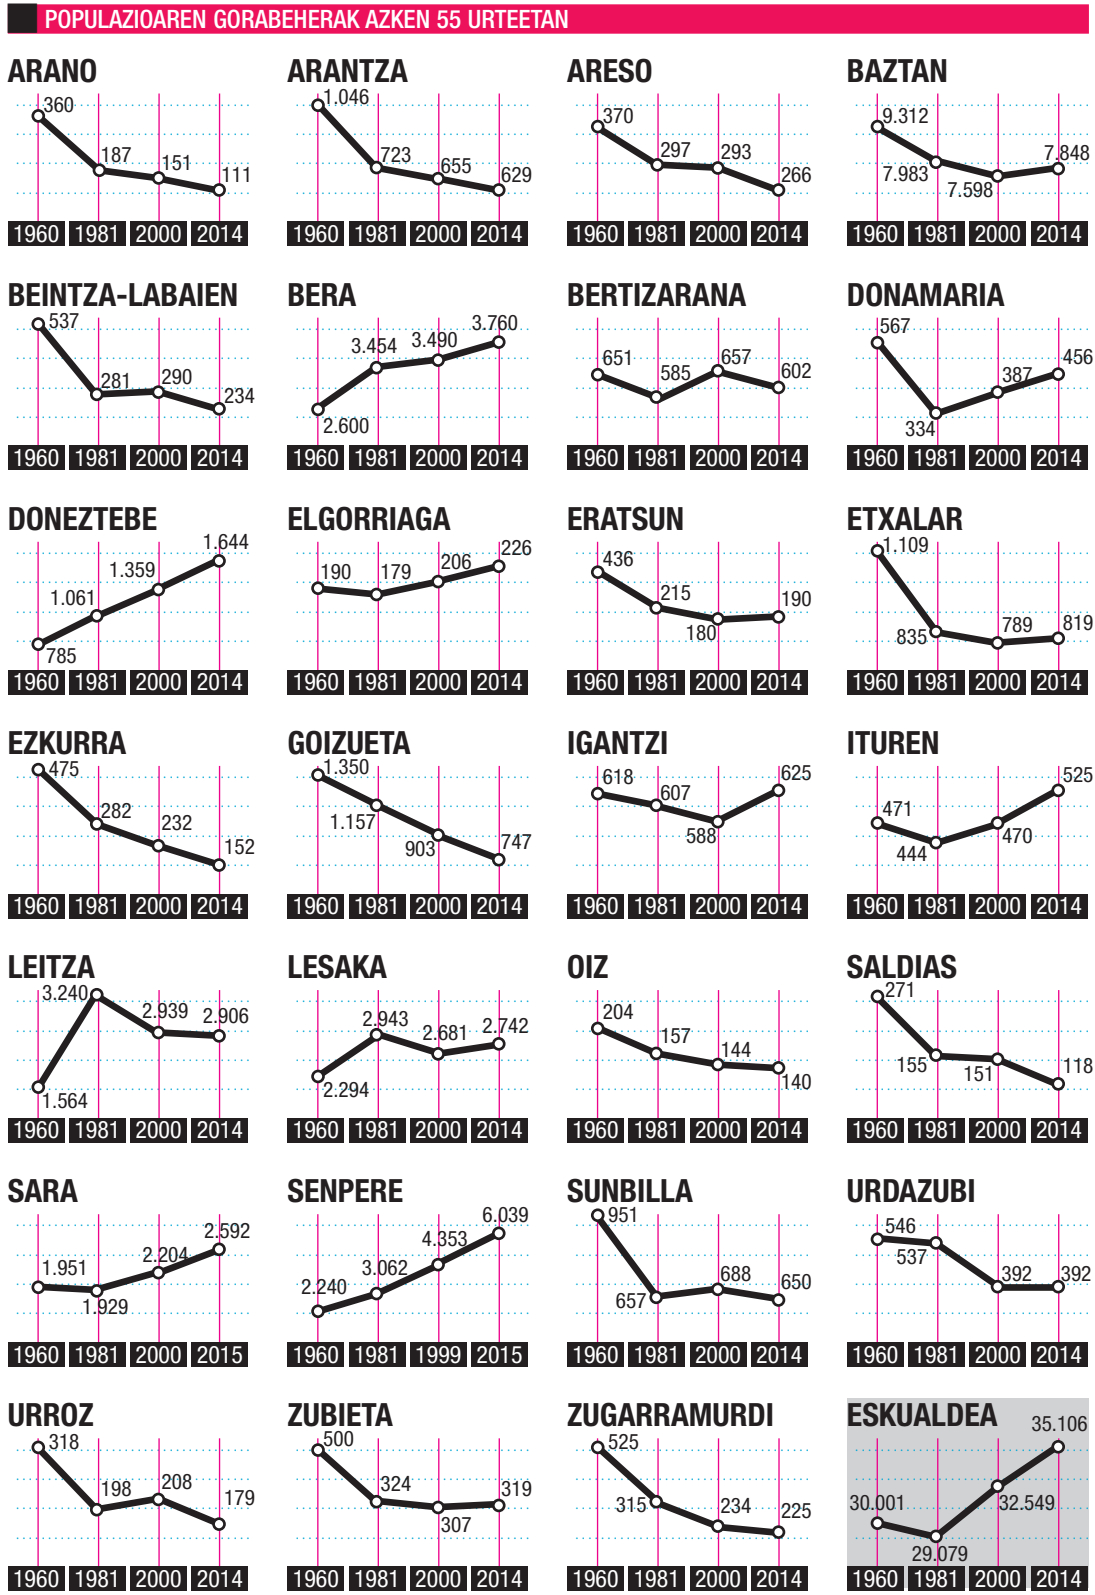 POPULAZIOAREN GORABEHERAK AZKEN 55 URTEETAN
ARANO
360
187
151
111
1960 1981 2000 2014
ARANTZA
1.046
723
655
629
1960 1981 2000 2014
ARESO
370
297
293
266
1960 1981 2000 2014
BAZTAN
9.312
7.983
7.598
7.848
1960 1981 2000 2014
BEINTZA-LABAIEN
537
281
290
234
1960 1981 2000 2014
BERA
2.600
3.454
3.490
3.760
1960 1981 2000 2014
BERTIZARANA
651
585
657
602
1960 1981 2000 2014
DONAMARIA
567
334
387
456
1960 1981 2000 2014
DONEZTEBE
785
1.061
1.359
1.644
1960 1981 2000 2014
ELGORRIAGA
190
179
206
226
1960 1981 2000 2014
ERATSUN
436
215
180
190
1960 1981 2000 2014
ETXALAR
1.109
835
789
819
1960 1981 2000 2014
EZKURRA
475
282
232
152
1960 1981 2000 2014
GOIZUETA
1.350
1.157
903
747
1960 1981 2000 2014
IGANTZI
618
607
588
625
1960 1981 2000 2014
ITUREN
471
444
470
525
1960 1981 2000 2014
LEITZA
1.564
3.240
2.939
2.906
1960 1981 2000 2014
LESAKA
2.294
2.943
2.681
2.742
1960 1981 2000 2014
OIZ
204
157
144
140
1960 1981 2000 2014
SALDIAS
271
155
151
118
1960 1981 2000 2014
SARA
1.951
1.929
2.204
2.592
1960 1981 2000 2015
SENPERE
2.240
3.062
4.353
6.039
1960 1981 1999 2015
SUNBILLA
951
657
688
650
1960 1981 2000 2014
URDAZUBI
546
537
392
392
1960 1981 2000 2014
URROZ
318
198
208
179
1960 1981 2000 2014
ZUBIETA
500
324
307
319
1960 1981 2000 2014
ZUGARRAMURDI
525
315
234
225
1960 1981 2000 2014
ESKUALDEA
30.001
29.079
32.549
35.106
1960 1981 2000 2014